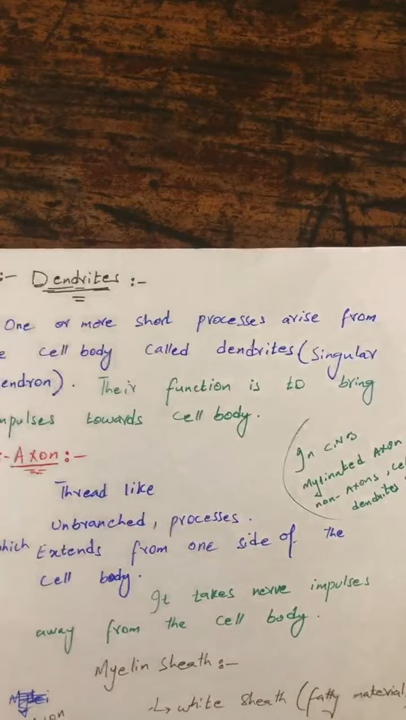 :- Dendrites :-
One or more short processes arise from
e cell body called dendrites (Singular
endron). Their function is to bring
mpulses towards cell body.
:- Axon :-
In CNS
mylinated Axon
non-Axons, cel
dendrites
Thread like
unbranched, processes.
which Extends from one side of the
cell body.
It takes nerve impulses
away from the cell body.
Myelin Sheath :-
↳ white sheath (fatty material